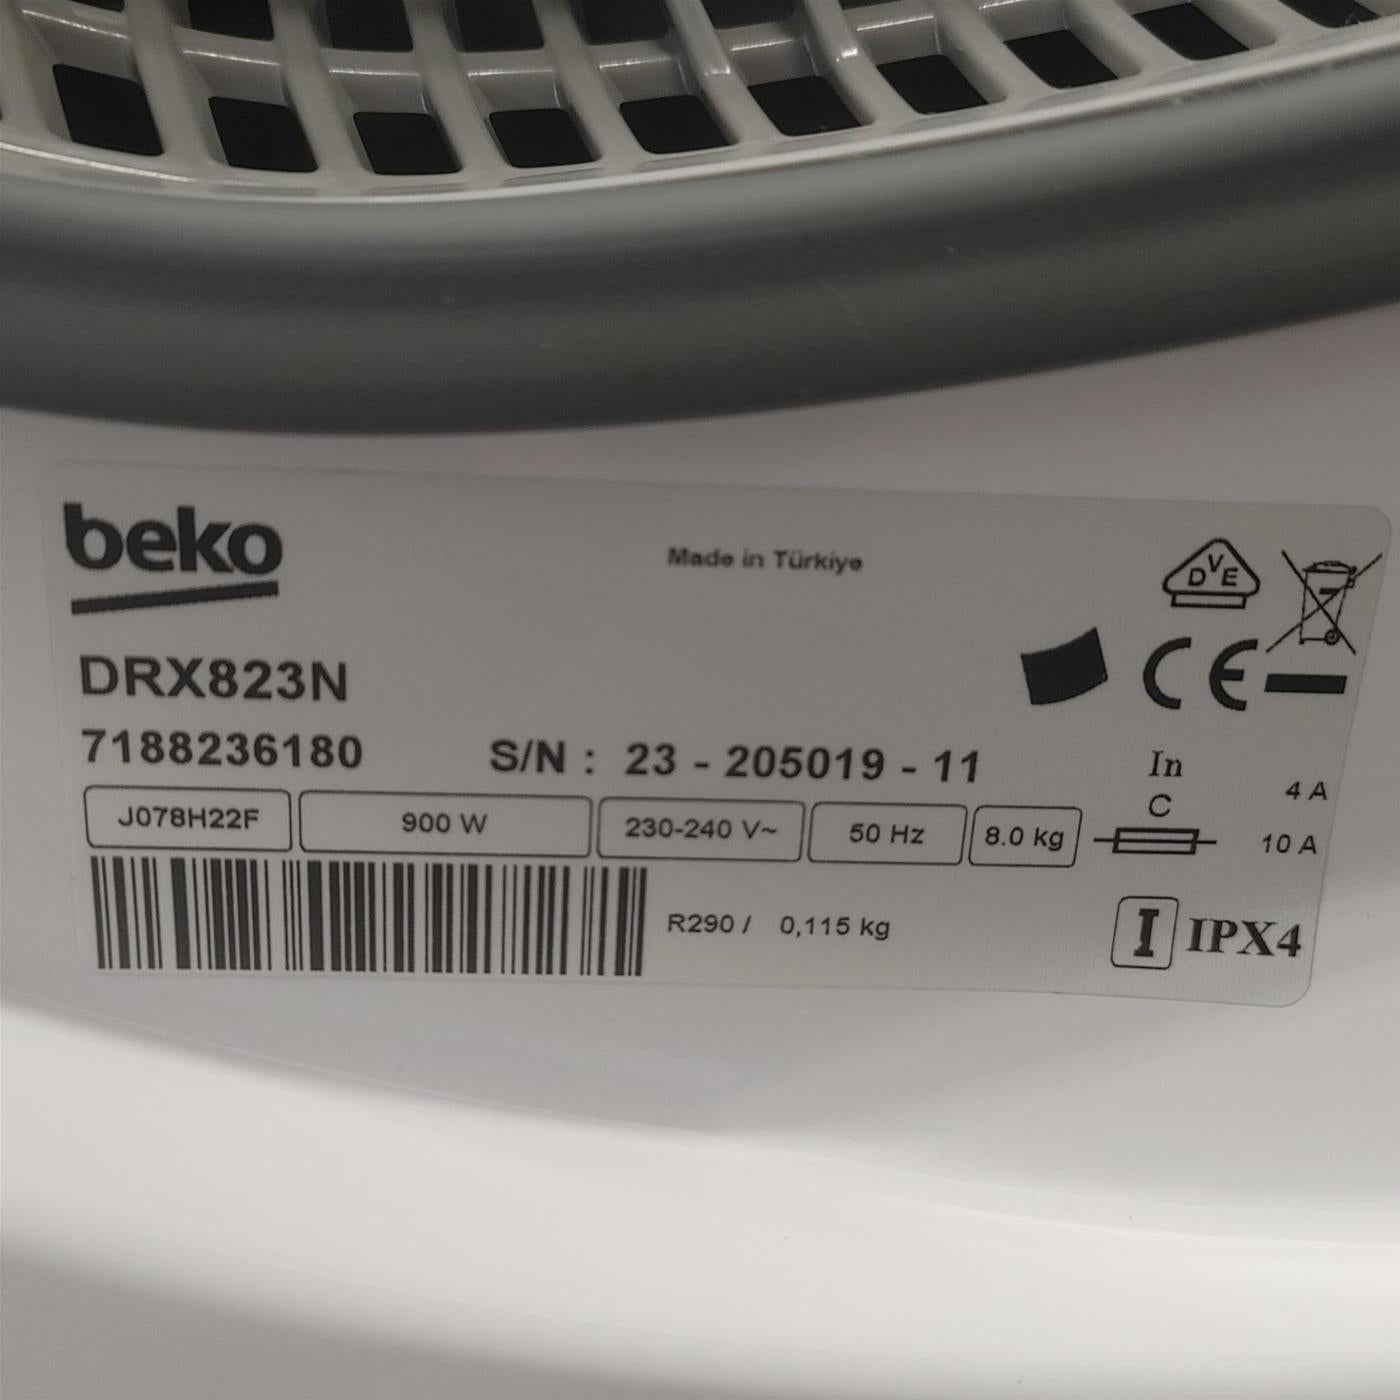 beko
Made in Türkiye
DVE
DRX823N
CE
7188236180 S/N : 23 - 205019 - 11
In 4 A
C
J078H22F 900 W 230-240 V~ 50 Hz 8.0 kg 10 A
R290 / 0,115 kg
I IPX4